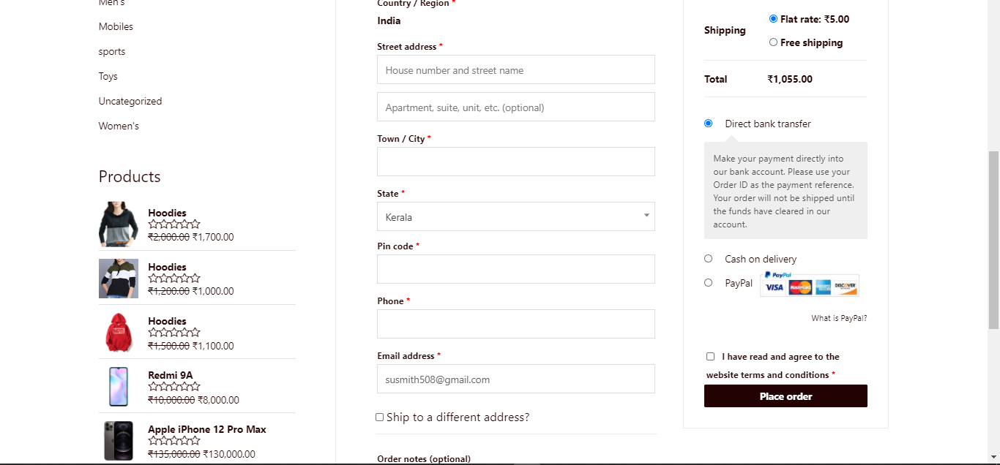 Men's
Mobiles
sports
Toys
Uncategorized
Women's
Products
Hoodies
₹2,000.00 ₹1,700.00
Hoodies
₹1,200.00 ₹1,000.00
Hoodies
₹1,500.00 ₹1,100.00
Redmi 9A
₹10,000.00 ₹8,000.00
Apple iPhone 12 Pro Max
₹135,000.00 ₹130,000.00
Country / Region *
India
Street address *
House number and street name
Apartment, suite, unit, etc. (optional)
Town / City *
State *
Kerala
Pin code *
Phone *
Email address *
susmith508@gmail.com
Ship to a different address?
Order notes (optional)
Shipping
Flat rate: ₹5.00
Free shipping
Total ₹1,055.00
Direct bank transfer
Make your payment directly into
our bank account. Please use your
Order ID as the payment reference.
Your order will not be shipped until
the funds have cleared in our
account.
Cash on delivery
PayPal
PayPal
VISA MasterCard DISCOVER
What is PayPal?
I have read and agree to the
website terms and conditions *
Place order